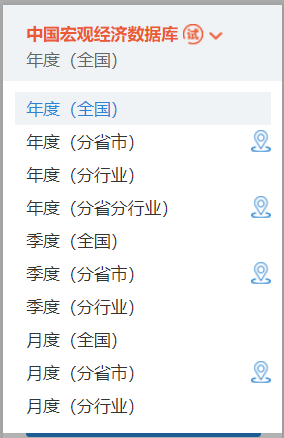 中国宏观经济数据库 试
年度（全国）
年度（全国）
年度（分省市）
年度（分行业）
年度（分省分行业）
季度（全国）
季度（分省市）
季度（分行业）
月度（全国）
月度（分省市）
月度（分行业）